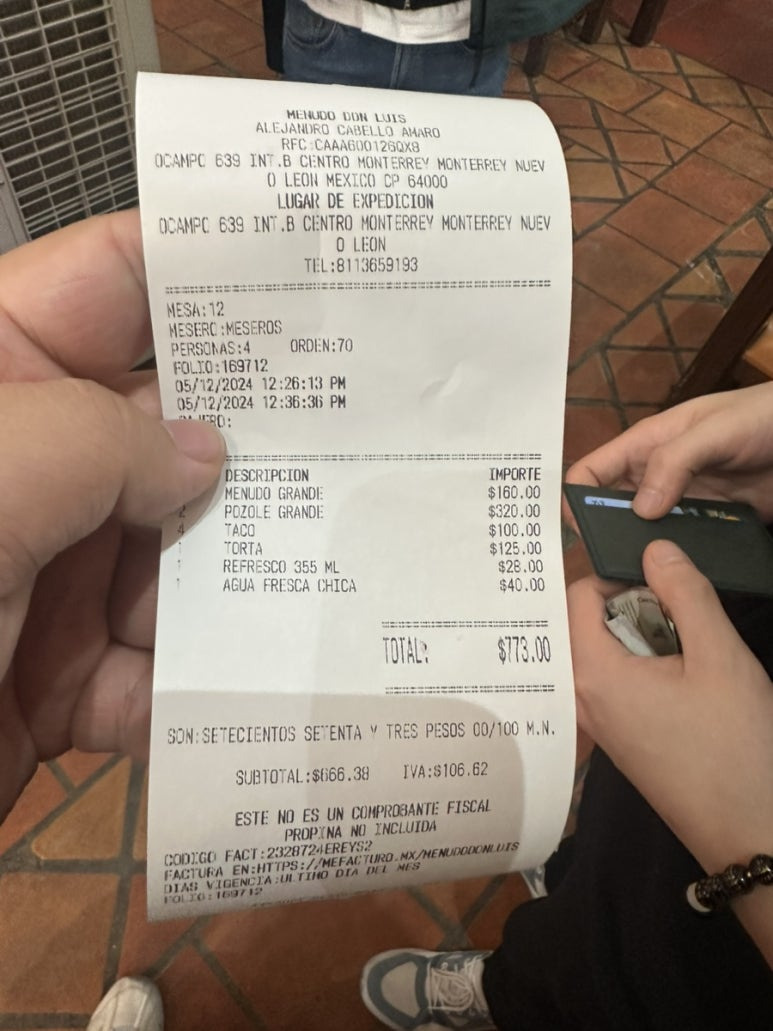 MENUDO DON LUIS
ALEJANDRO CABELLO AMARO
RFC:CAAA600126QX8
OCAMPO 639 INT.B CENTRO MONTERREY MONTERREY NUEV
O LEON MEXICO CP 64000
LUGAR DE EXPEDICION
OCAMPO 639 INT.B CENTRO MONTERREY MONTERREY NUEV
O LEON
TEL:8113659193
MESA:12
MESERO:MESEROS
PERSONAS:4 ORDEN:70
FOLIO:169712
05/12/2024 12:26:13 PM
05/12/2024 12:36:36 PM
DESCRIPCION IMPORTE
MENUDO GRANDE $160.00
2 POZOLE GRANDE $320.00
4 TACO $100.00
1 TORTA $125.00
1 REFRESCO 355 ML $28.00
1 AGUA FRESCA CHICA $40.00
TOTAL: $773.00
SON:SETECIENTOS SETENTA Y TRES PESOS 00/100 M.N.
SUBTOTAL:$666.38 IVA:$106.62
ESTE NO ES UN COMPROBANTE FISCAL
PROPINA NO INCLUIDA
CODIGO FACT:2328724EREYS2
FACTURA EN:HTTPS://MEFACTURO.MX/MENUDODONLUIS
DIAS VIGENCIA:ULTIMO DIA DEL MES
FOLIO:169712